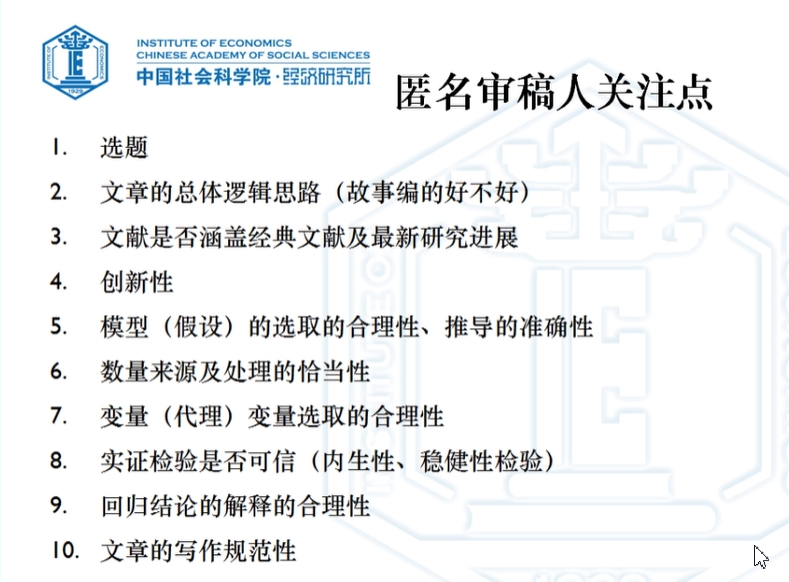 INSTITUTE OF ECONOMICS
CHINESE ACADEMY OF SOCIAL SCIENCES
中国社会科学院·经济研究所
匿名审稿人关注点
1. 选题
2. 文章的总体逻辑思路（故事编的好不好）
3. 文献是否涵盖经典文献及最新研究进展
4. 创新性
5. 模型（假设）的选取的合理性、推导的准确性
6. 数量来源及处理的恰当性
7. 变量（代理）变量选取的合理性
8. 实证检验是否可信（内生性、稳健性检验）
9. 回归结论的解释的合理性
10. 文章的写作规范性